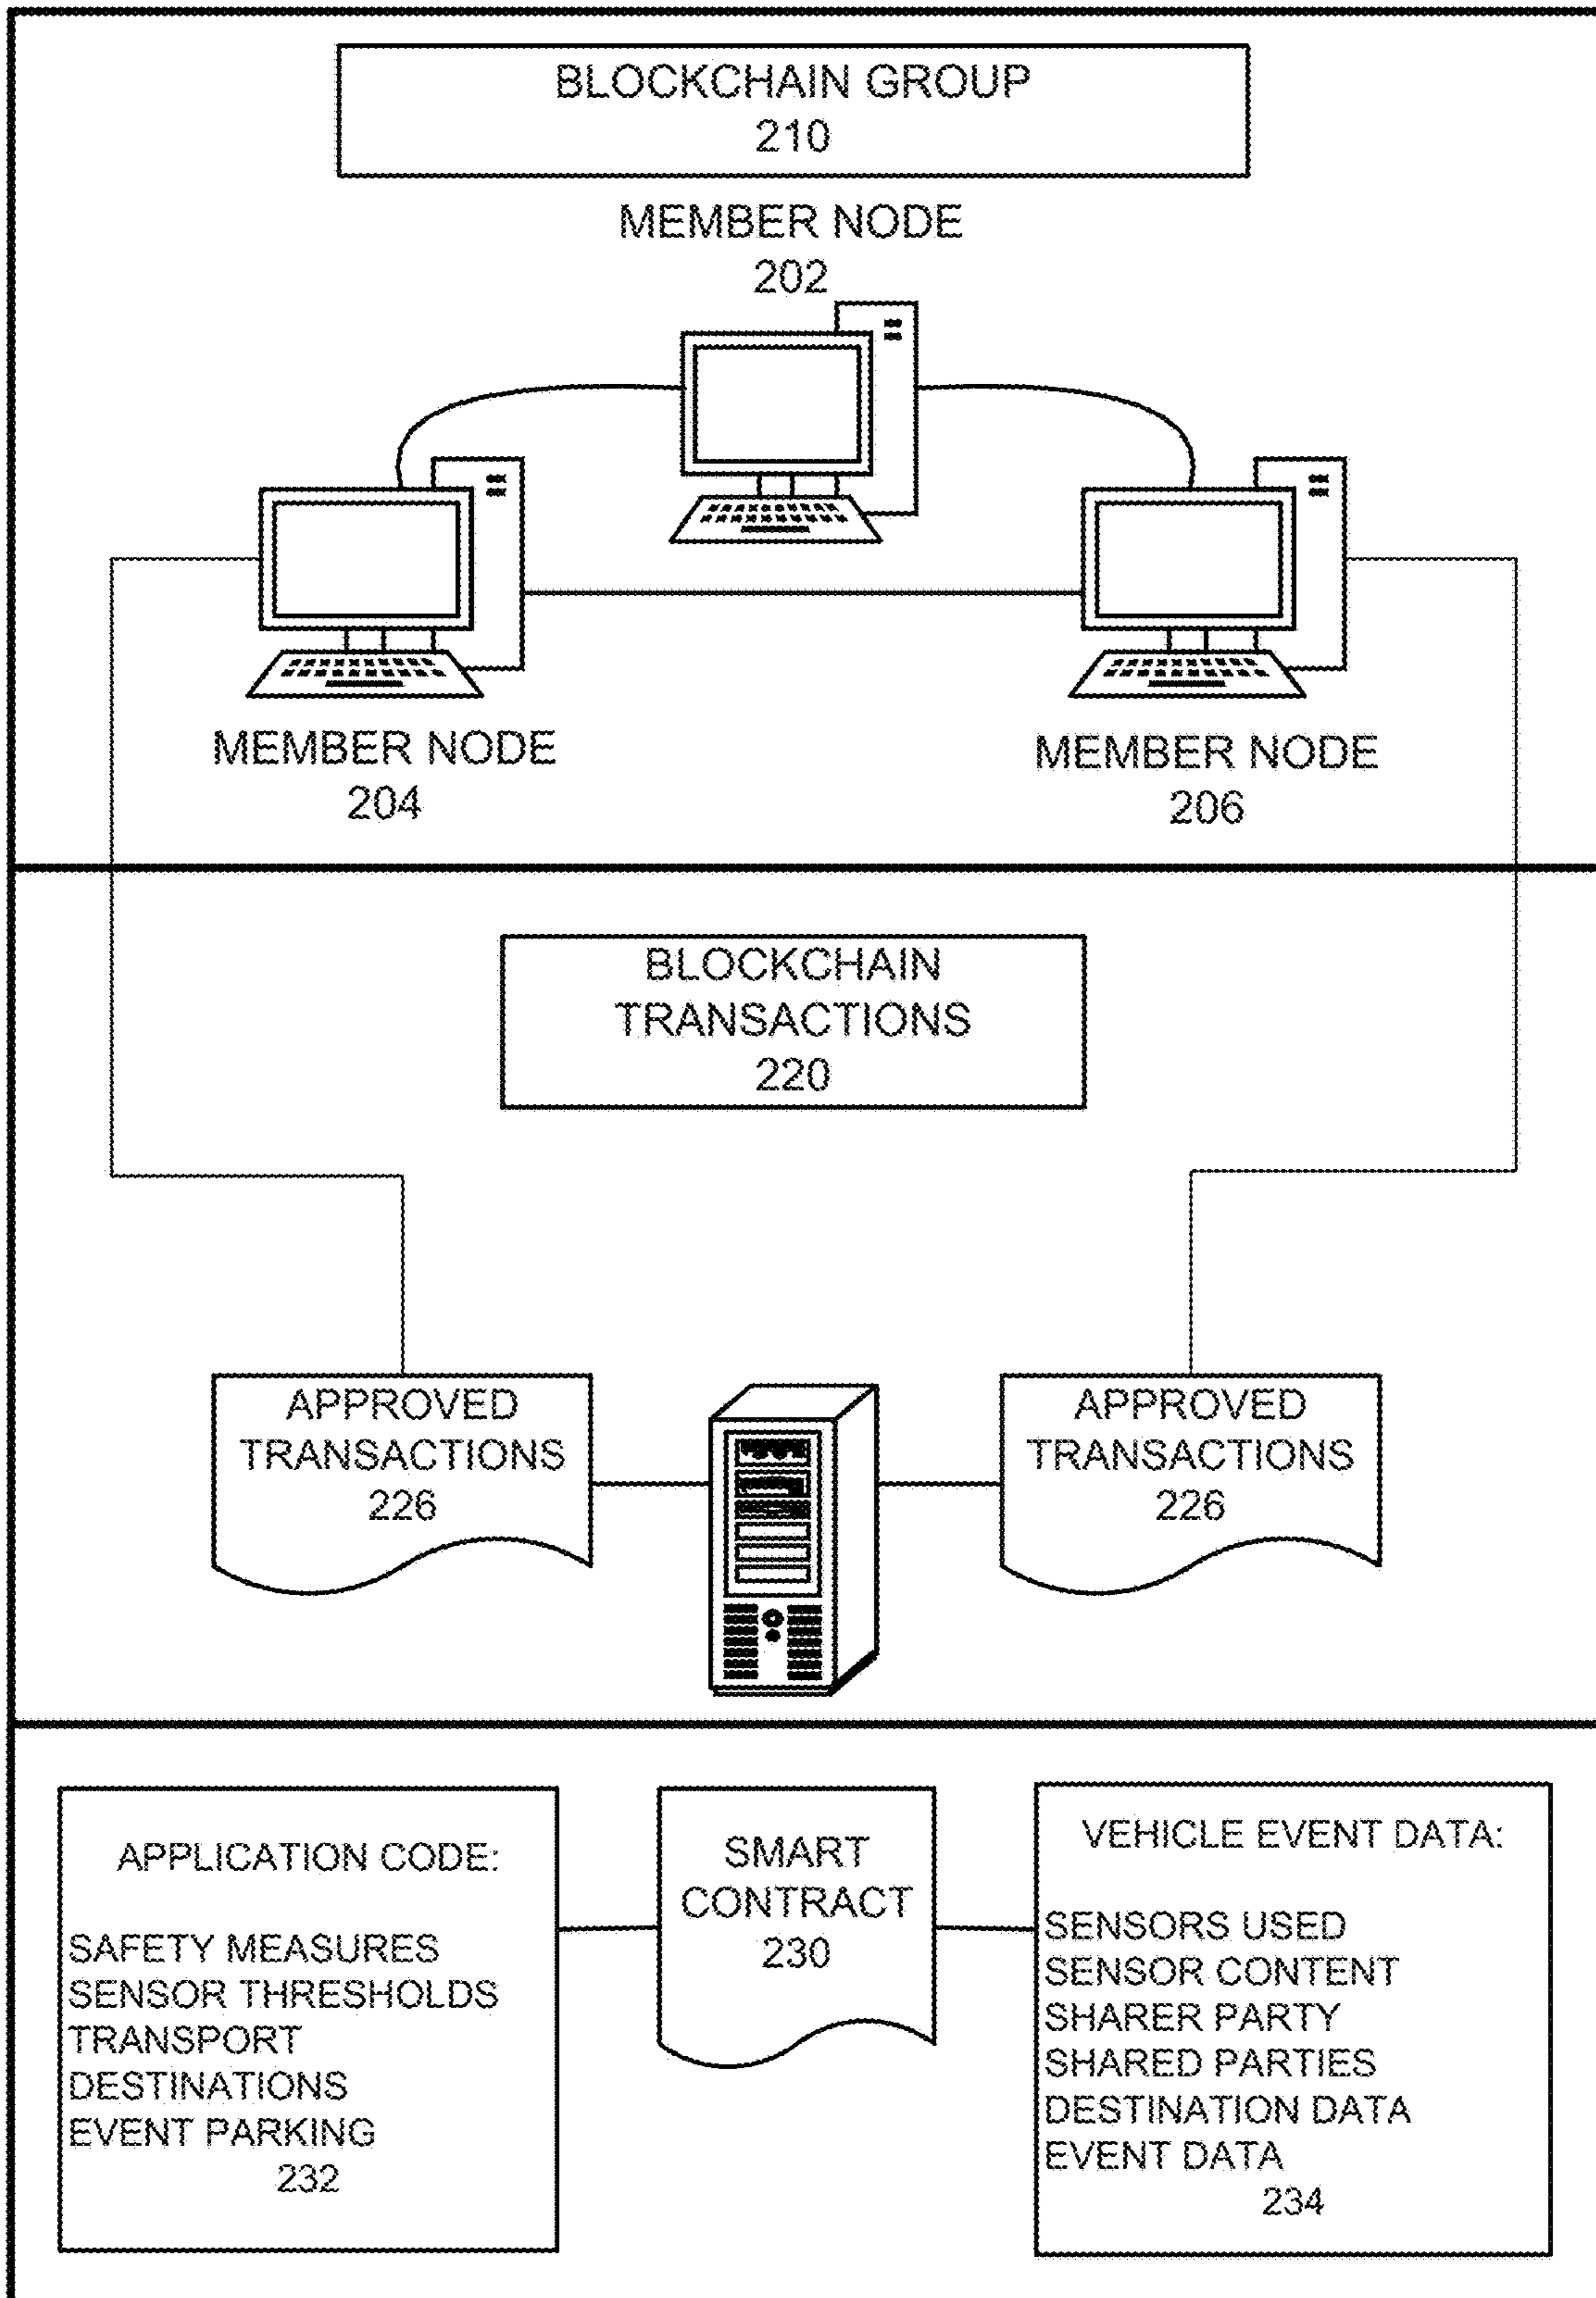 BLOCKCHAIN GROUP
210
MEMBER NODE
202
MEMBER NODE
204
MEMBER NODE
206
BLOCKCHAIN
TRANSACTIONS
220
APPROVED
TRANSACTIONS
226
APPROVED
TRANSACTIONS
226
APPLICATION CODE:
SAFETY MEASURES
SENSOR THRESHOLDS
TRANSPORT
DESTINATIONS
EVENT PARKING
232
SMART
CONTRACT
230
VEHICLE EVENT DATA:
SENSORS USED
SENSOR CONTENT
SHARER PARTY
SHARED PARTIES
DESTINATION DATA
EVENT DATA
234